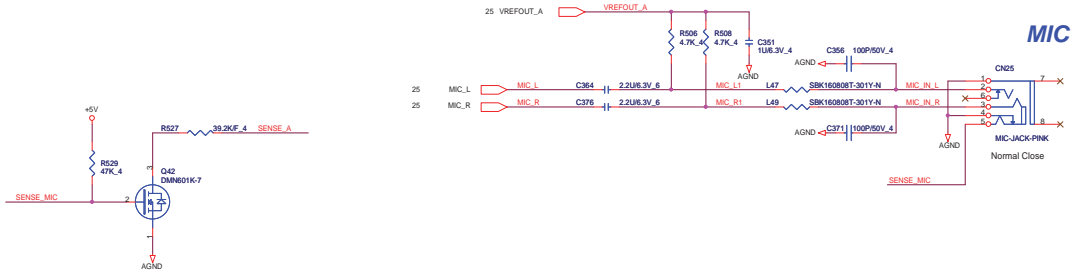 25 VREFOUT_A VREFOUT_A
MIC
R506 R508
4.7K_4 4.7K_4
C351
1U/6.3V_4
C356 100P/50V_4
AGND
AGND
CN25
25 MIC_L MIC_L C364 2.2U/6.3V_6 MIC_L1 L47 SBK160808T-301Y-N MIC_IN_L
25 MIC_R MIC_R C376 2.2U/6.3V_6 MIC_R1 L49 SBK160808T-301Y-N MIC_IN_R
1
2
6
3
4
5
7
8
+5V
R527 39.2K/F_4 SENSE_A
C371 100P/50V_4
AGND
AGND
MIC-JACK-PINK
Normal Close
R529
47K_4
3
Q42
DMN601K-7
SENSE_MIC
SENSE_MIC
2
1
AGND